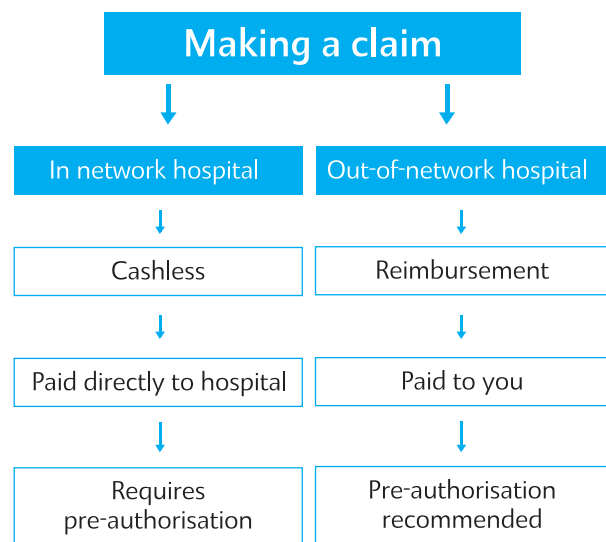 Making a claim
In network hospital
Cashless
Paid directly to hospital
Requires
pre-authorisation
Out-of-network hospital
Reimbursement
Paid to you
Pre-authorisation
recommended